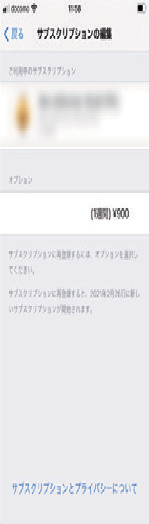 docomo 11:58
戻る サブスクリプションの編集
ご利用中のサブスクリプション
オプション
(1週間) ¥900
サブスクリプションに再登録するには、オプションを選択し
てください。
サブスクリプションに再登録すると、2021年2月26日に新し
いサブスクリプションが開始されます。
サブスクリプションとプライバシーについて